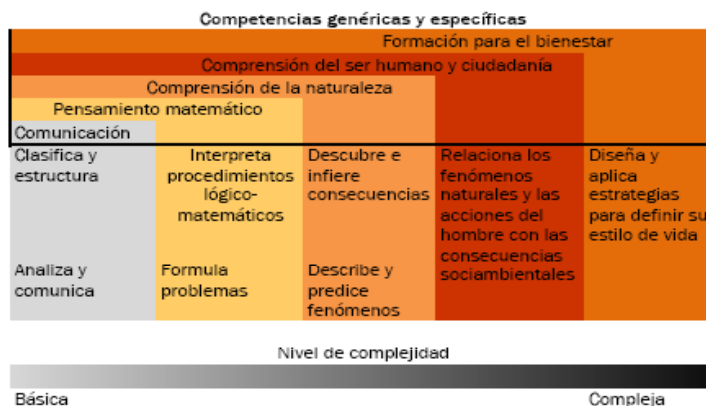 Competencias genéricas y específicas
Formación para el bienestar
Comprensión del ser humano y ciudadanía
Comprensión de la naturaleza
Pensamiento matemático
Comunicación
Clasifica y
estructura
Analiza y
comunica
Interpreta
procedimientos
lógico-
matemáticos
Formula
problemas
Descubre e
infiere
consecuencias
Describe y
predice
fenómenos
Relaciona los
fenómenos
naturales y las
acciones del
hombre con las
consecuencias
sociambientales
Diseña y
aplica
estrategias
para definir su
estilo de vida
Nivel de complejidad
Básica
Compleja